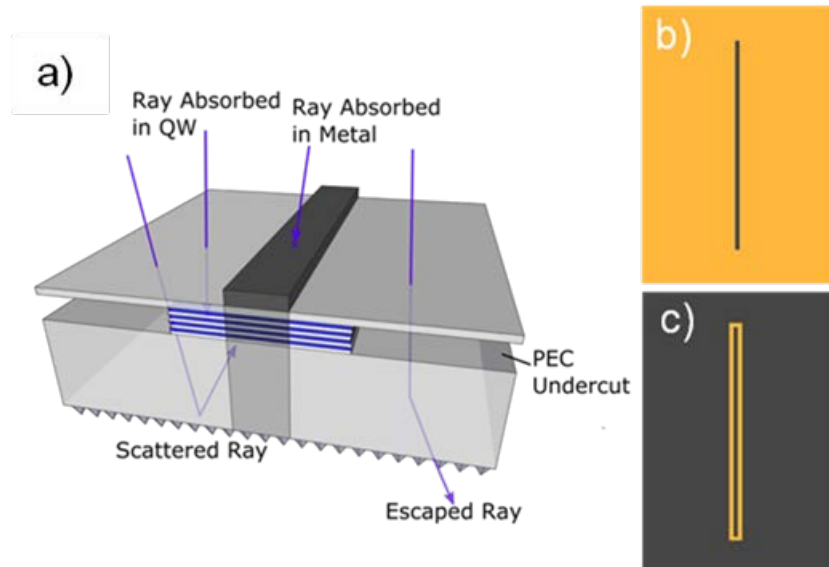 a)
Ray Absorbed
in QW
Ray Absorbed
in Metal
PEC
Undercut
Scattered Ray
Escaped Ray
b)
c)